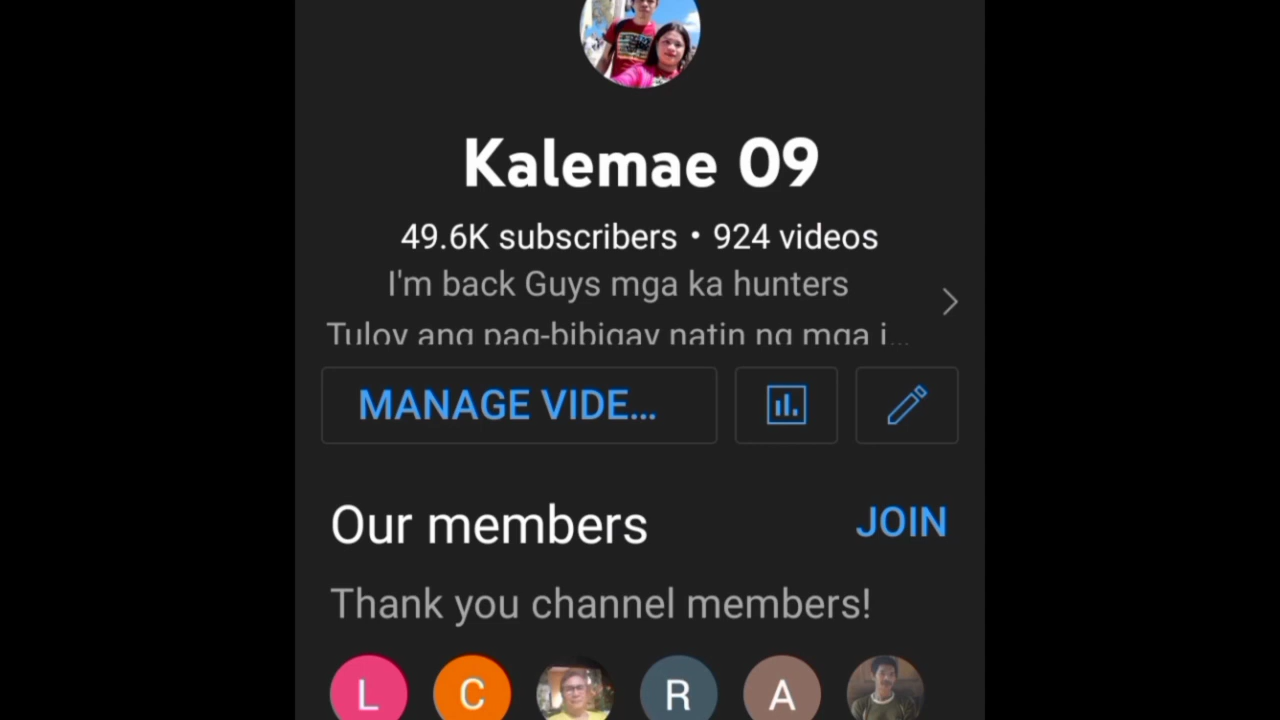 Kalemae 09
49.6K subscribers • 924 videos
I'm back Guys mga ka hunters
Tuloy ang pag-bibigay natin ng mga i...
MANAGE VIDE...
Our members
JOIN
Thank you channel members!
L C R A